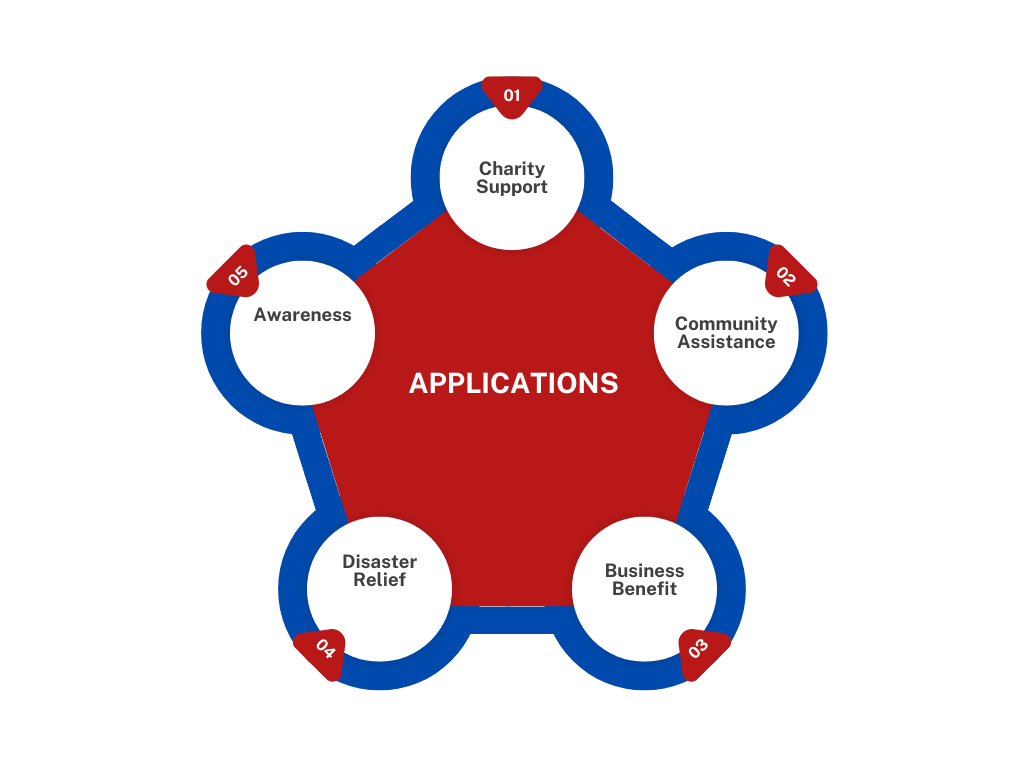 01
Charity
Support
02
Community
Assistance
03
Business
Benefit
04
Disaster
Relief
05
Awareness
APPLICATIONS